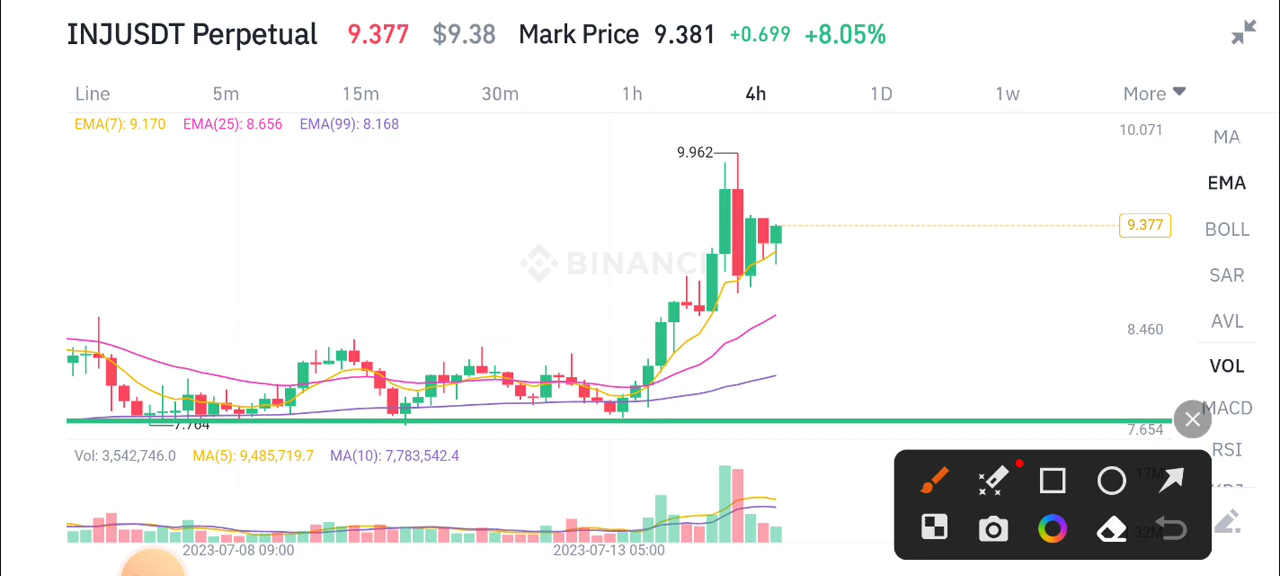 INJUSDT Perpetual 9.377 $9.38 Mark Price 9.381 +0.699 +8.05%
Line 5m 15m 30m 1h 4h 1D 1w More
EMA(7): 9.170 EMA(25): 8.656 EMA(99): 8.168
10.071
MA
9.962
EMA
9.377
BOLL
BINANC
SAR
AVL
8.460
VOL
MACD
7.764
7.654
RSI
Vol: 3,542,746.0 MA(5): 9,485,719.7 MA(10): 7,783,542.4
17M
32M
2023-07-08 09:00 2023-07-13 05:00